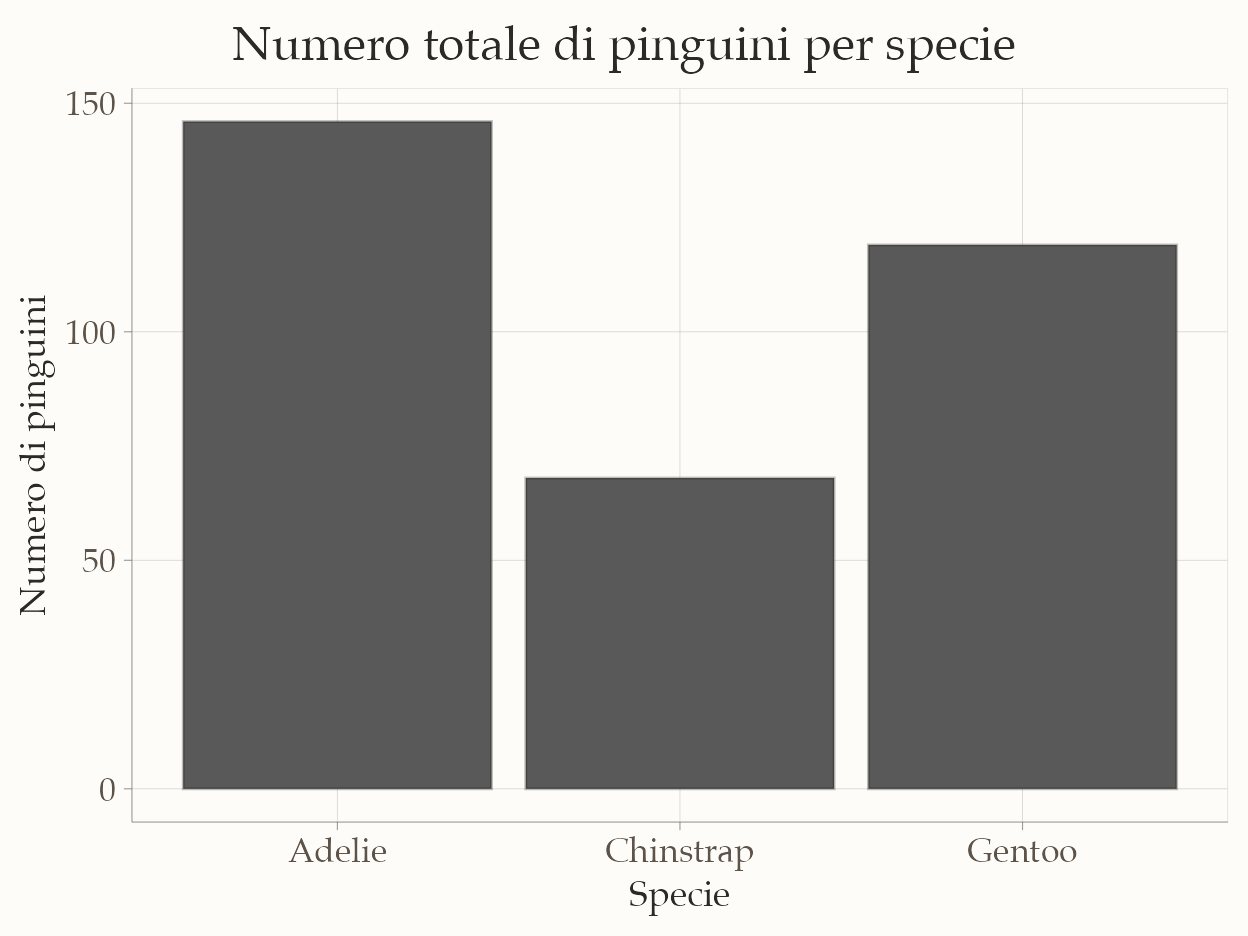 Numero totale di pinguini per specie
Numero di pinguini
150
100
50
0
Adelie Chinstrap Gentoo
Specie